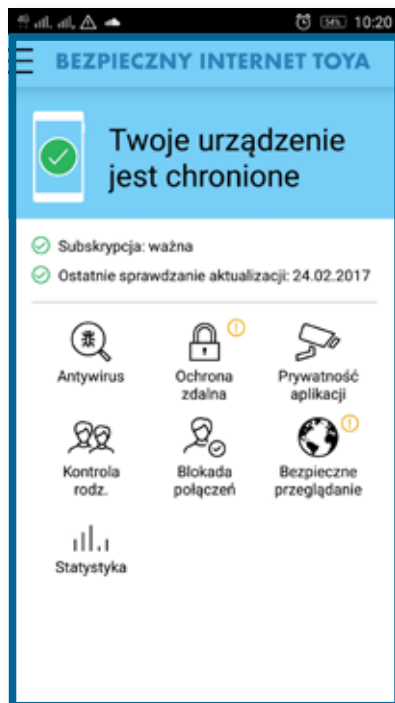 54% 10:20
BEZPIECZNY INTERNET TOYA
Twoje urządzenie
jest chronione
Subskrypcja: ważna
Ostatnie sprawdzanie aktualizacji: 24.02.2017
Antywirus
Ochrona
zdalna
Prywatność
aplikacji
Kontrola
rodz.
Blokada
połączeń
Bezpieczne
przeglądanie
Statystyka